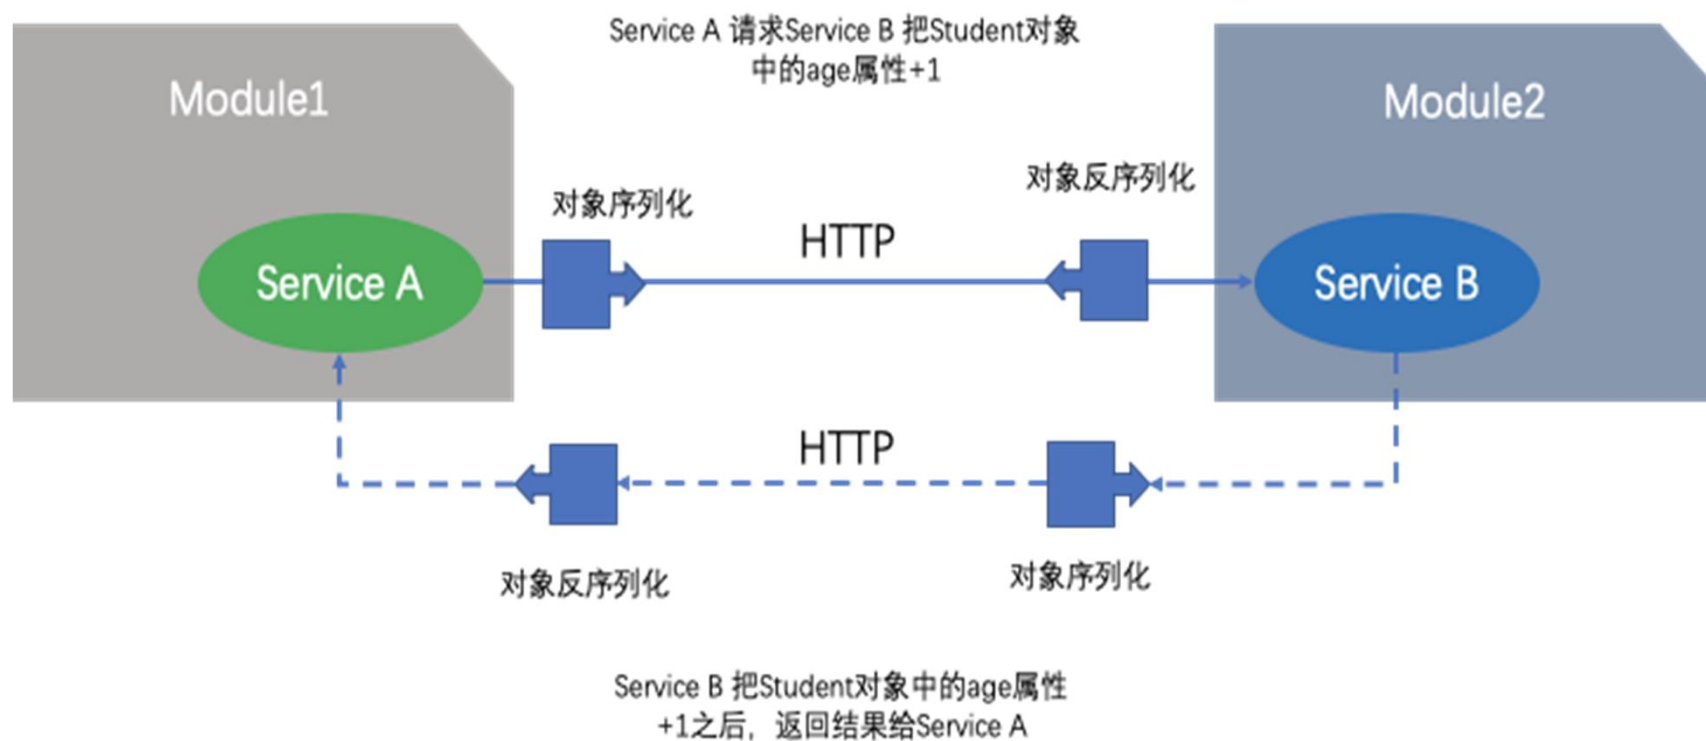 Service A 请求Service B 把Student对象
中的age属性+1
Module1
Module2
对象序列化
对象反序列化
HTTP
Service A
Service B
HTTP
对象反序列化
对象序列化
Service B 把Student对象中的age属性
+1之后，返回结果给Service A